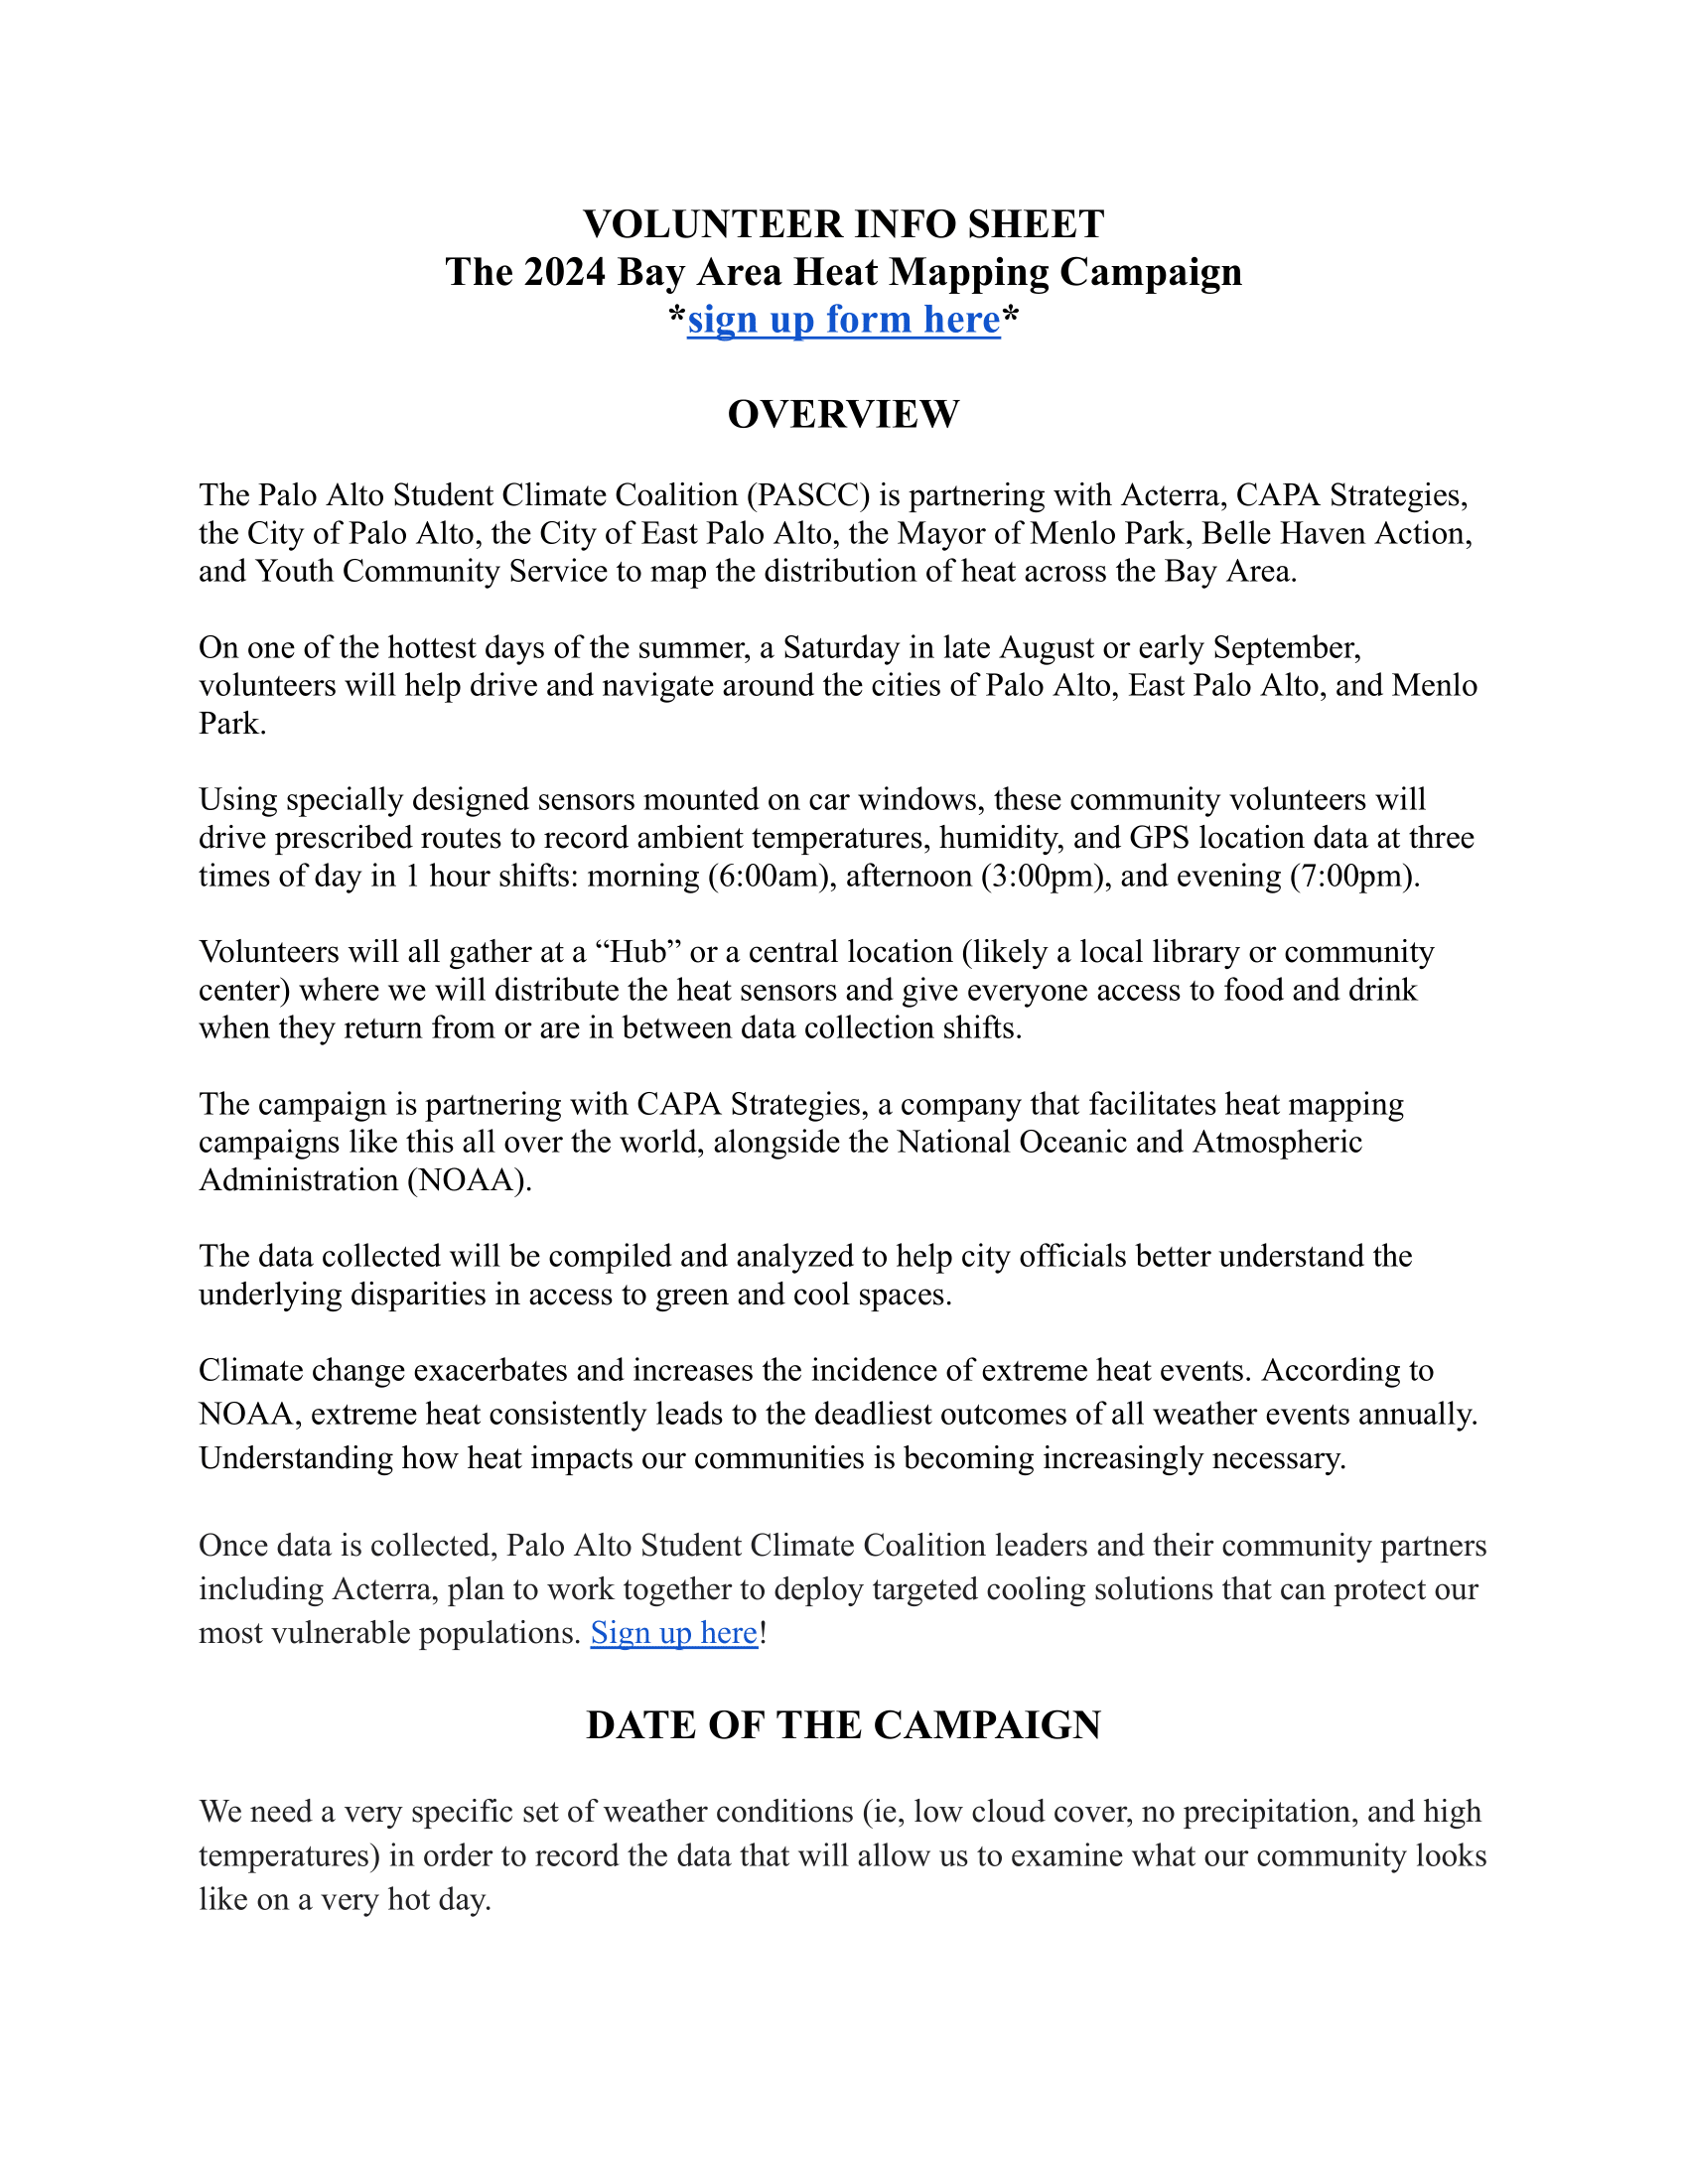 VOLUNTEER INFO SHEET
The 2024 Bay Area Heat Mapping Campaign
*sign up form here*
OVERVIEW
The Palo Alto Student Climate Coalition (PASCC) is partnering with Acterra, CAPA Strategies,
the City of Palo Alto, the City of East Palo Alto, the Mayor of Menlo Park, Belle Haven Action,
and Youth Community Service to map the distribution of heat across the Bay Area.
On one of the hottest days of the summer, a Saturday in late August or early September,
volunteers will help drive and navigate around the cities of Palo Alto, East Palo Alto, and Menlo
Park.
Using specially designed sensors mounted on car windows, these community volunteers will
drive prescribed routes to record ambient temperatures, humidity, and GPS location data at three
times of day in 1 hour shifts: morning (6:00am), afternoon (3:00pm), and evening (7:00pm).
Volunteers will all gather at a “Hub” or a central location (likely a local library or community
center) where we will distribute the heat sensors and give everyone access to food and drink
when they return from or are in between data collection shifts.
The campaign is partnering with CAPA Strategies, a company that facilitates heat mapping
campaigns like this all over the world, alongside the National Oceanic and Atmospheric
Administration (NOAA).
The data collected will be compiled and analyzed to help city officials better understand the
underlying disparities in access to green and cool spaces.
Climate change exacerbates and increases the incidence of extreme heat events. According to
NOAA, extreme heat consistently leads to the deadliest outcomes of all weather events annually.
Understanding how heat impacts our communities is becoming increasingly necessary.
Once data is collected, Palo Alto Student Climate Coalition leaders and their community partners
including Acterra, plan to work together to deploy targeted cooling solutions that can protect our
most vulnerable populations. Sign up here!
DATE OF THE CAMPAIGN
We need a very specific set of weather conditions (ie, low cloud cover, no precipitation, and high
temperatures) in order to record the data that will allow us to examine what our community looks
like on a very hot day.